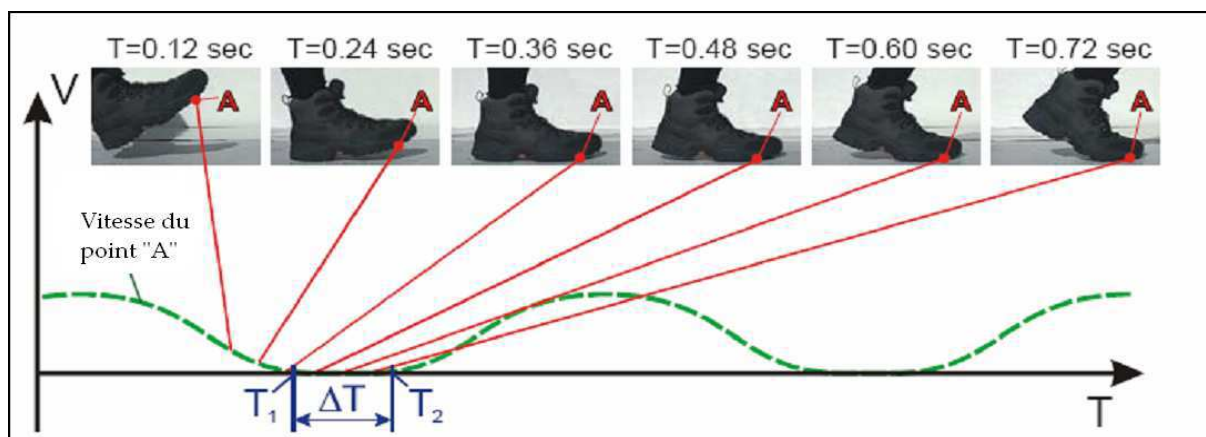 T=0.12 sec T=0.24 sec T=0.36 sec T=0.48 sec T=0.60 sec T=0.72 sec
V A A A A A A
Vitesse du
point "A"
T₁ ΔT T₂ T